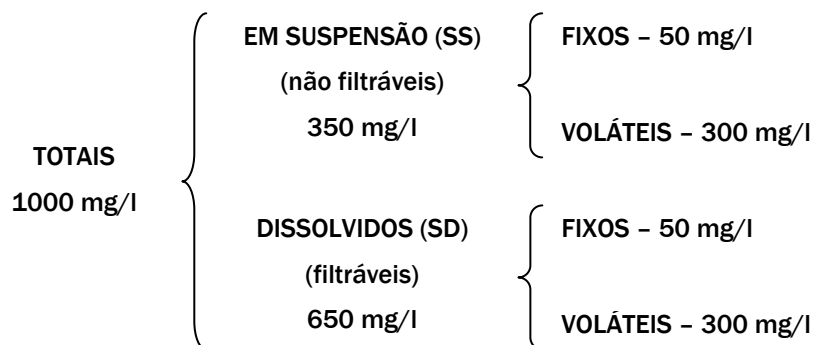 TOTAIS
1000 mg/l
EM SUSPENSÃO (SS)
(não filtráveis)
350 mg/l
FIXOS – 50 mg/l
VOLÁTEIS – 300 mg/l
DISSOLVIDOS (SD)
(filtráveis)
650 mg/l
FIXOS – 50 mg/l
VOLÁTEIS – 300 mg/l